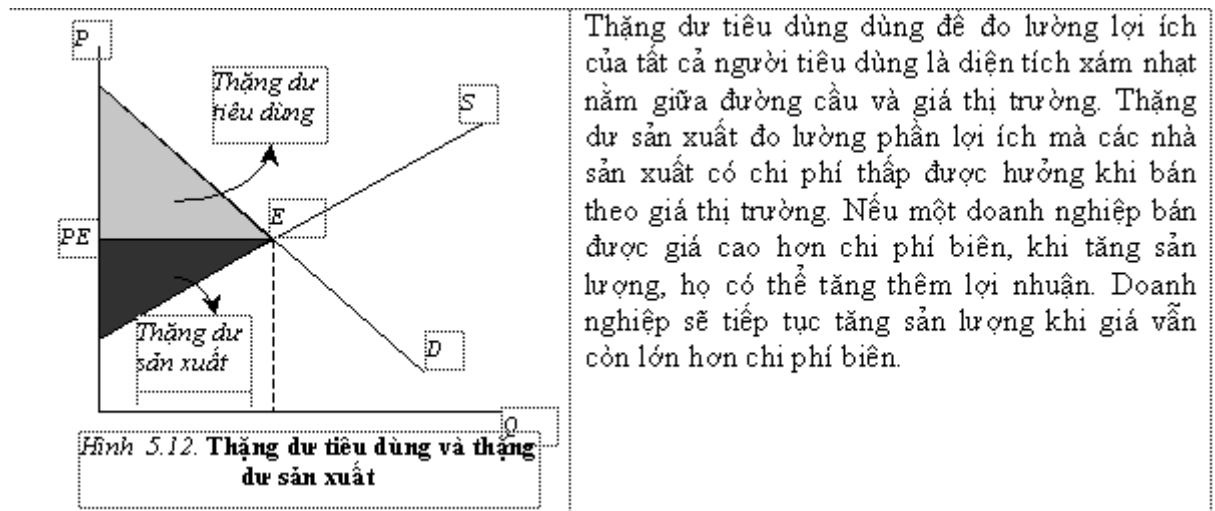 P
Thặng dư
tiêu dùng
S
E
PE
Thặng dư
sản xuất
D
Q
Hình 5.12. Thặng dư tiêu dùng và thặng
dư sản xuất
Thặng dư tiêu dùng dùng để đo lường lợi ích
của tất cả người tiêu dùng là diện tích xám nhạt
nằm giữa đường cầu và giá thị trường. Thặng
dư sản xuất đo lường phần lợi ích mà các nhà
sản xuất có chi phí thấp được hưởng khi bán
theo giá thị trường. Nếu một doanh nghiệp bán
được giá cao hơn chi phí biên, khi tăng sản
lượng, họ có thể tăng thêm lợi nhuận. Doanh
nghiệp sẽ tiếp tục tăng sản lượng khi giá vẫn
còn lớn hơn chi phí biên.